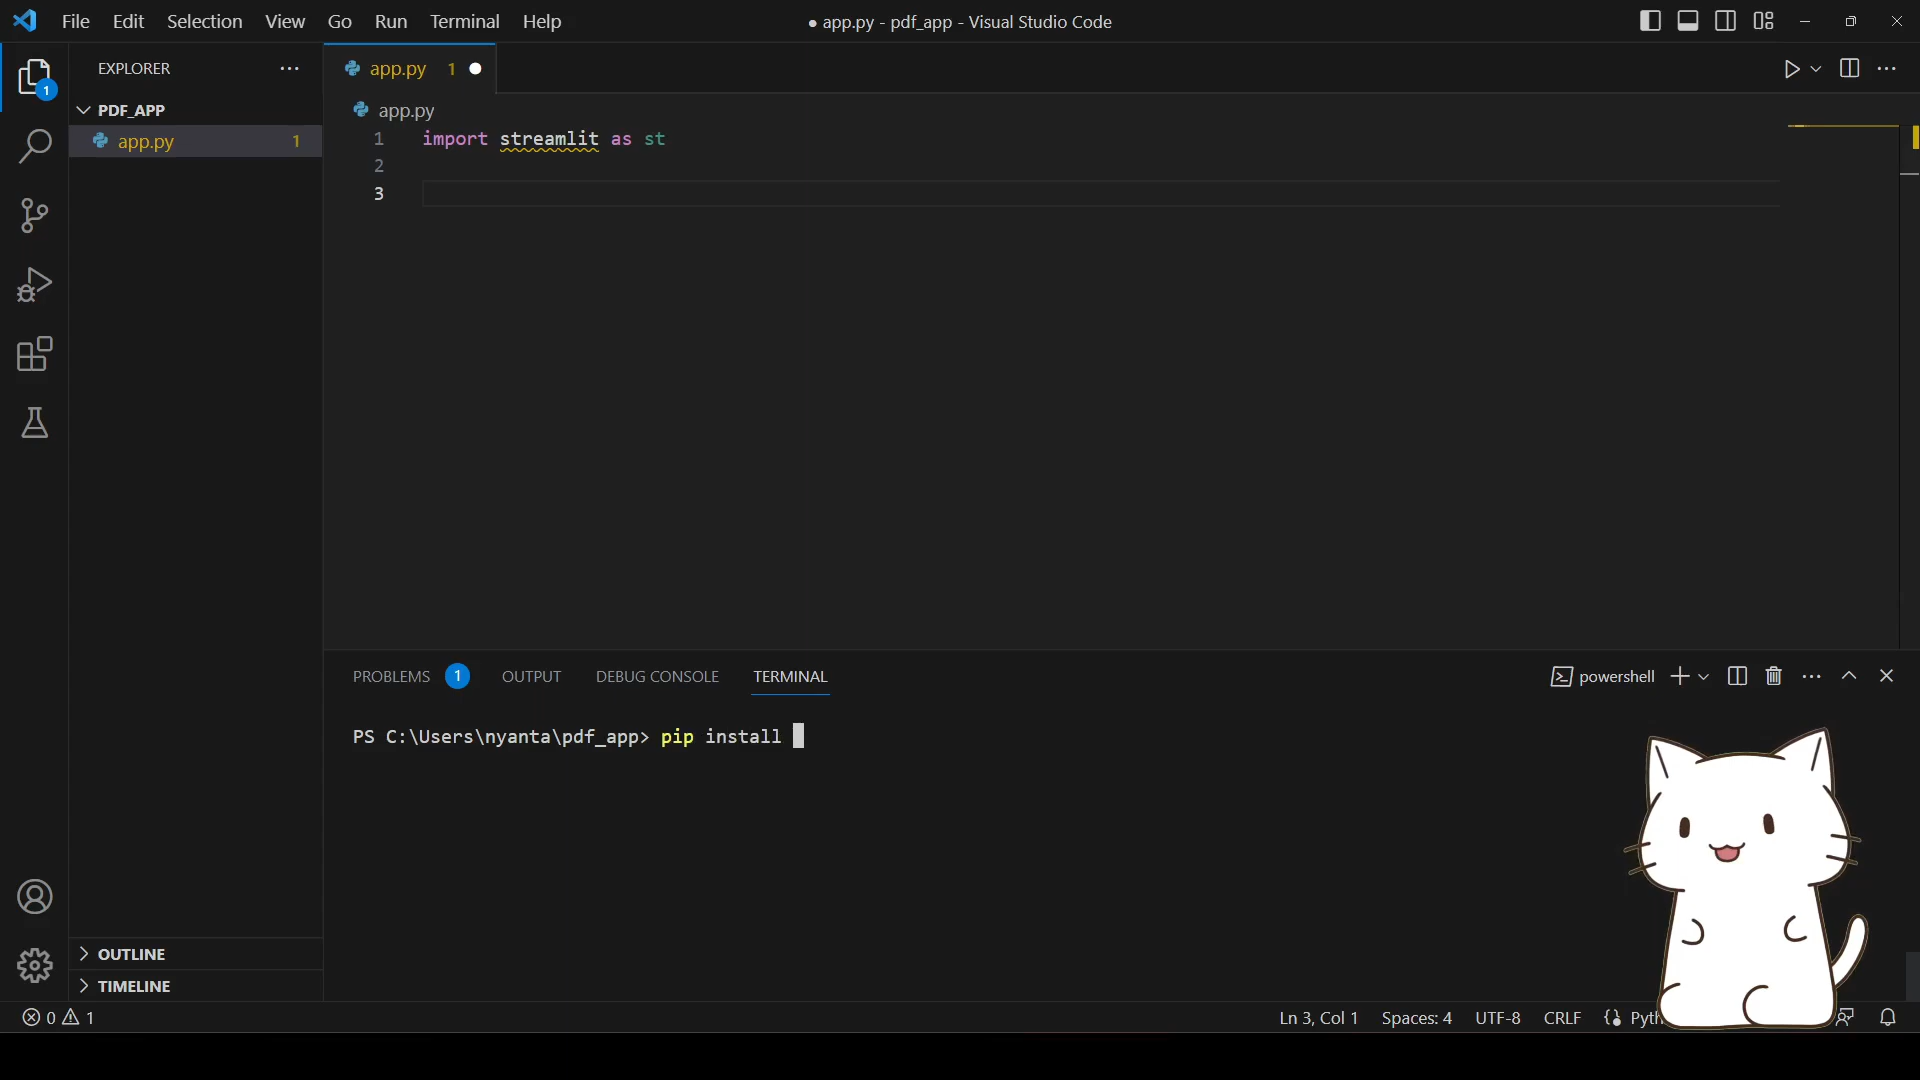 File Edit Selection View Go Run Terminal Help
● app.py - pdf_app - Visual Studio Code
EXPLORER
app.py 1
1
PDF_APP
app.py
app.py 1
1 import streamlit as st
2
3
PROBLEMS 1 OUTPUT DEBUG CONSOLE TERMINAL
powershell
PS C:\Users\nyanta\pdf_app> pip install
OUTLINE
TIMELINE
0 1
Ln 3, Col 1 Spaces: 4 UTF-8 CRLF